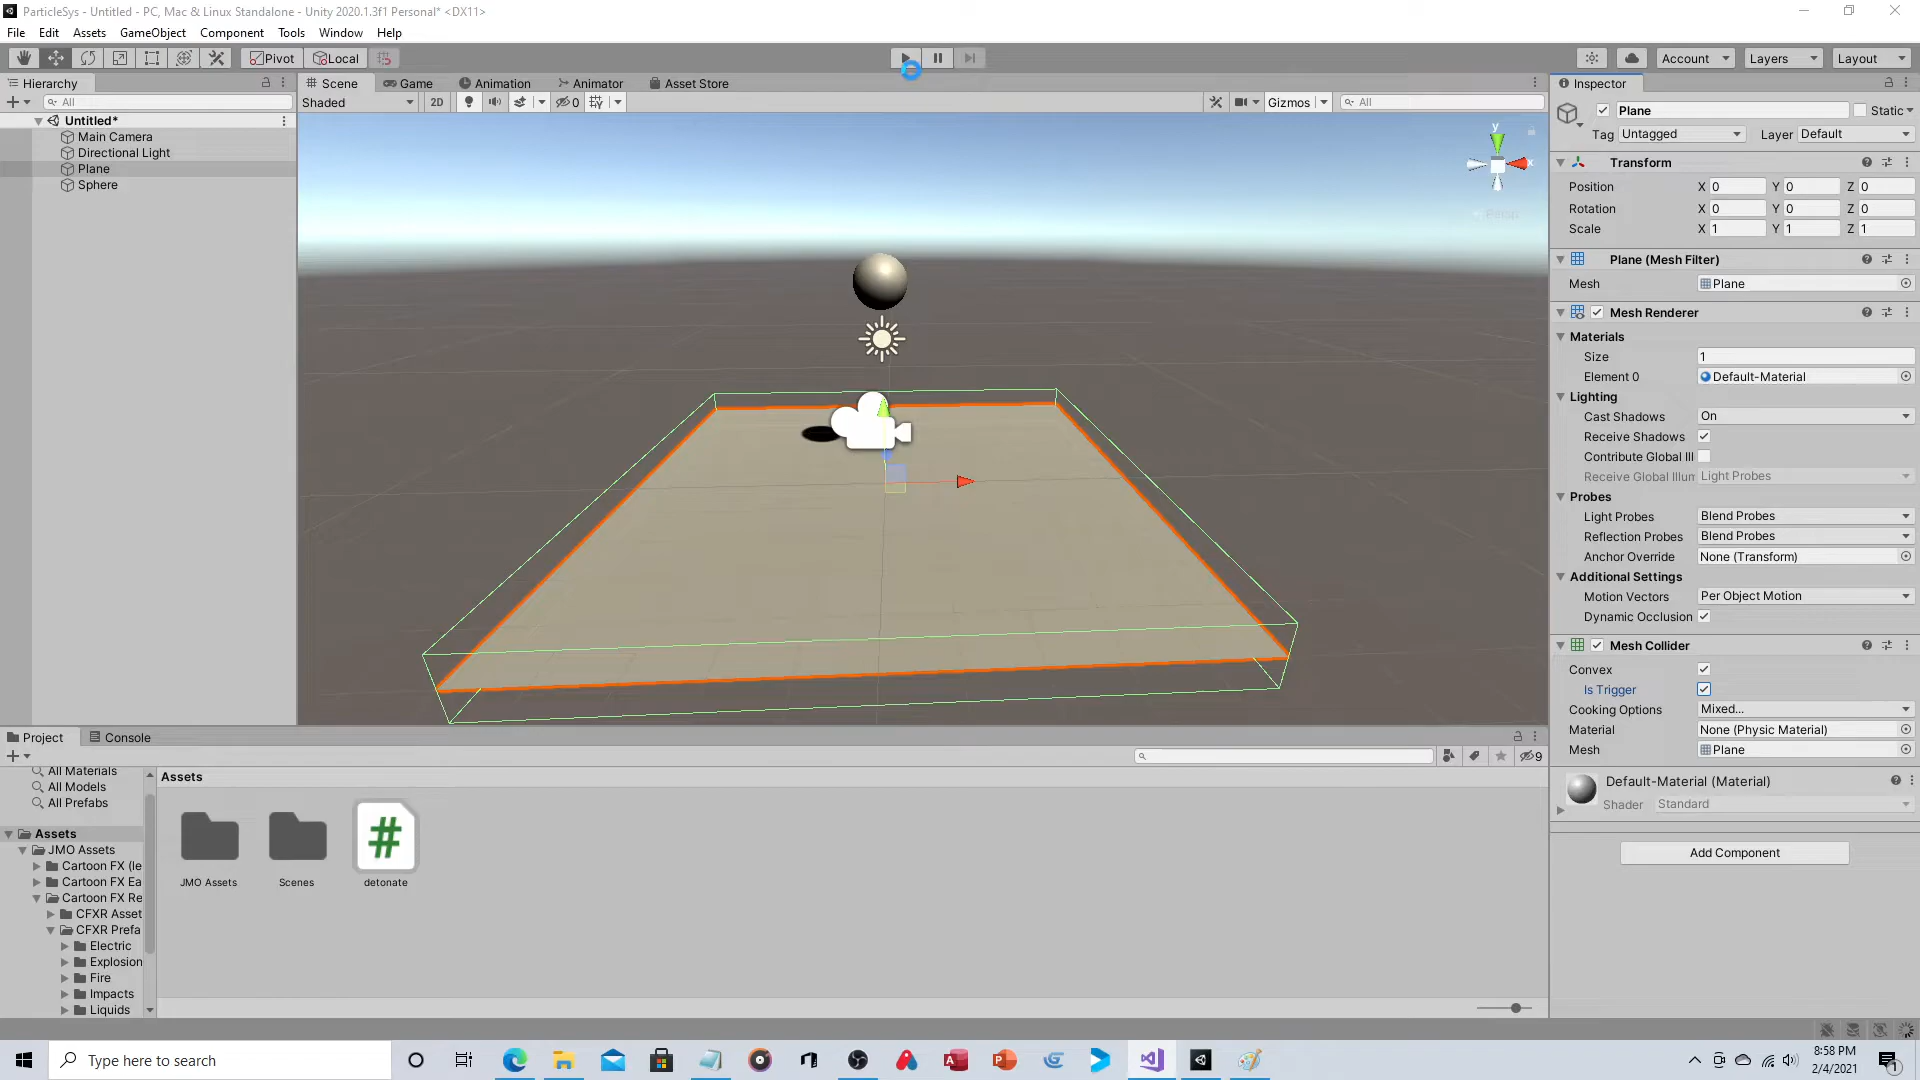 ParticleSys - Untitled - PC, Mac & Linux Standalone - Unity 2020.1.3f1 Personal* <DX11>
File Edit Assets GameObject Component Tools Window Help
Pivot Local Account Layers Layout
Hierarchy
All
Untitled*
Main Camera
Directional Light
Plane
Sphere
Scene Game Animation Animator Asset Store
Shaded 2D 0 Gizmos All
y
x
Persp
Inspector
Plane Static
Tag Untagged Layer Default
Transform
Position X 0 Y 0 Z 0
Rotation X 0 Y 0 Z 0
Scale X 1 Y 1 Z 1
Plane (Mesh Filter)
Mesh Plane
Mesh Renderer
Materials
Size 1
Element 0 Default-Material
Lighting
Cast Shadows On
Receive Shadows
Contribute Global Ill
Receive Global Illum Light Probes
Probes
Light Probes Blend Probes
Reflection Probes Blend Probes
Anchor Override None (Transform)
Additional Settings
Motion Vectors Per Object Motion
Dynamic Occlusion
Mesh Collider
Convex
Is Trigger
Cooking Options Mixed...
Material None (Physic Material)
Mesh Plane
Default-Material (Material)
Shader Standard
Add Component
Project Console
9
All Materials
All Models
All Prefabs
Assets
JMO Assets
Cartoon FX (le
Cartoon FX Ea
Cartoon FX Re
CFXR Asset
CFXR Prefa
Electric
Explosion
Fire
Impacts
Liquids
Assets
JMO Assets
Scenes
#
detonate
Type here to search
8:58 PM
2/4/2021
1